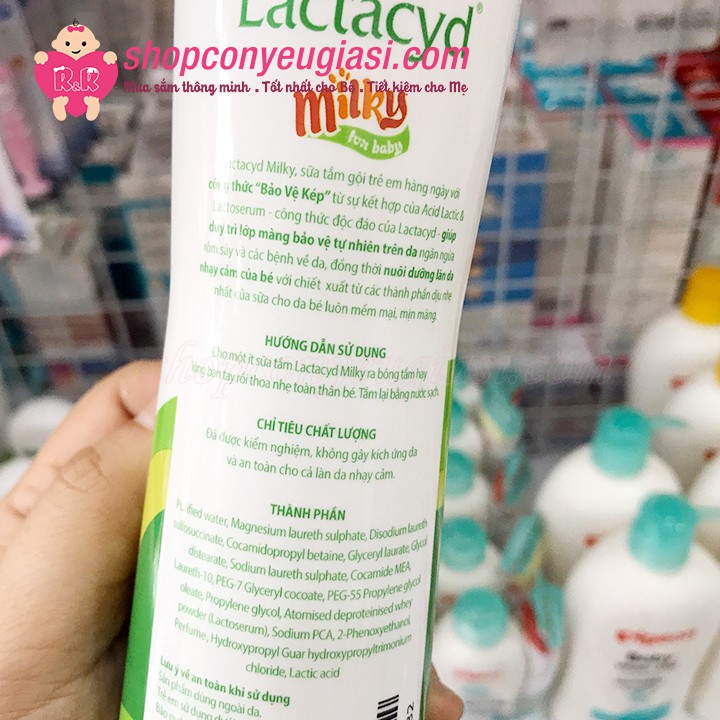 Lactacyd®
shopconyeugiasi.com
R&R
Mua sắm thông minh . Tốt nhất cho Bé . Tiết kiệm cho Mẹ
Milky
for baby
Lactacyd Milky, sữa tắm gội trẻ em hàng ngày với
công thức "Bảo Vệ Kép" từ sự kết hợp của Acid Lactic &
Lactoserum - công thức độc đáo của Lactacyd - giúp
duy trì lớp màng bảo vệ tự nhiên trên da ngăn ngừa
rôm sảy và các bệnh về da, đồng thời nuôi dưỡng làn da
nhạy cảm của bé với chiết xuất từ các thành phần dịu nhẹ
nhất của sữa cho da bé luôn mềm mại, mịn màng.
HƯỚNG DẪN SỬ DỤNG
Cho một ít sữa tắm Lactacyd Milky ra bông tắm hay
lòng bàn tay rồi thoa nhẹ toàn thân bé. Tắm lại bằng nước sạch.
CHỈ TIÊU CHẤT LƯỢNG
Đã được kiểm nghiệm, không gây kích ứng da
và an toàn cho cả làn da nhạy cảm.
THÀNH PHẦN
Purified water, Magnesium laureth sulphate, Disodium laureth
sulfosuccinate, Cocamidopropyl betaine, Glyceryl laurate, Glycol
distearate, Sodium laureth sulphate, Cocamide MEA,
Laureth-10, PEG-7 Glyceryl cocoate, PEG-55 Propylene glycol
oleate, Propylene glycol, Atomised deproteinised whey
powder (Lactoserum), Sodium PCA, 2-Phenoxyethanol,
Perfume, Hydroxypropyl Guar hydroxypropyltrimonium
chloride, Lactic acid
Lưu ý về an toàn khi sử dụng
Sản phẩm dùng ngoài da.
Trẻ em sử dụng dưới